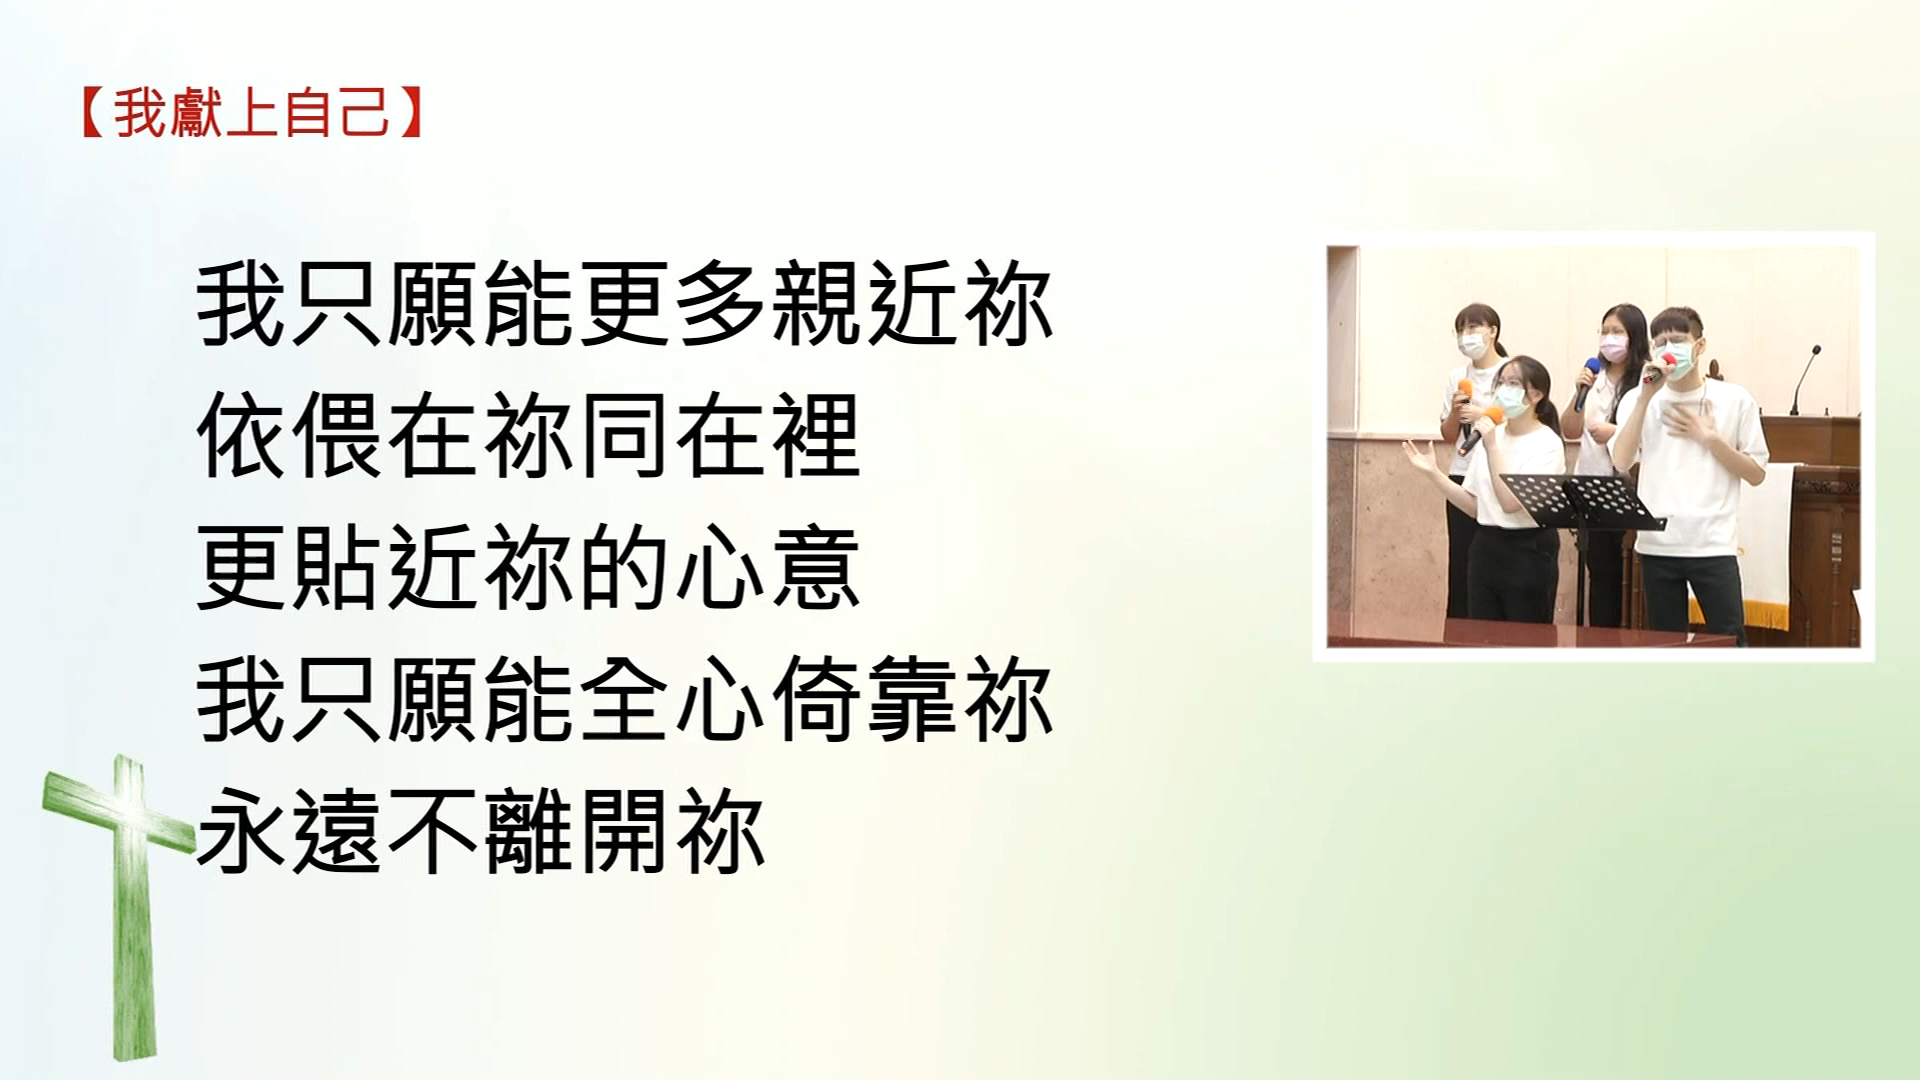 【我獻上自己】
我只願能更多親近祢
依偎在祢同在裡
更貼近祢的心意
我只願能全心倚靠祢
永遠不離開祢